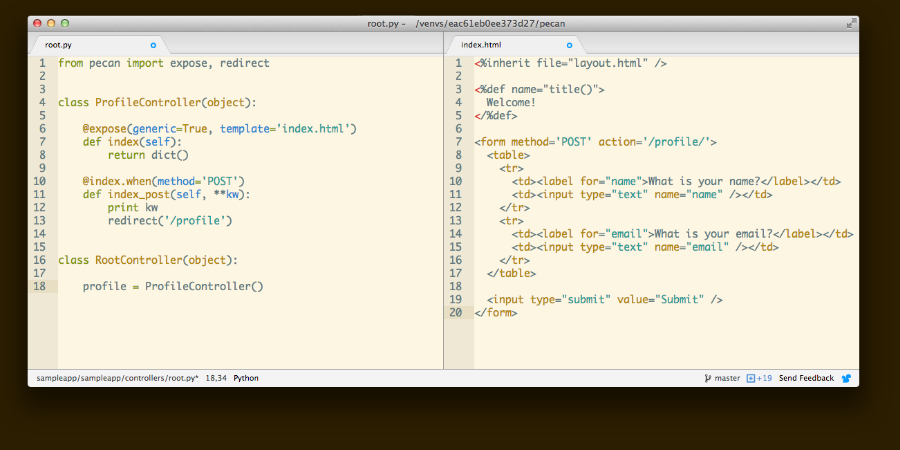 root.py - /venvs/eac61eb0ee373d27/pecan
root.py
1 from pecan import expose, redirect
2
3
4 class ProfileController(object):
5
6 @expose(generic=True, template='index.html')
7 def index(self):
8 return dict()
9
10 @index.when(method='POST')
11 def index_post(self, **kw):
12 print kw
13 redirect('/profile')
14
15
16 class RootController(object):
17
18 profile = ProfileController()
index.html
1 <%inherit file="layout.html" />
2
3 <%def name="title()">
4 Welcome!
5 </%def>
6
7 <form method='POST' action='/profile/'>
8 <table>
9 <tr>
10 <td><label for="name">What is your name?</label></td>
11 <td><input type="text" name="name" /></td>
12 </tr>
13 <tr>
14 <td><label for="email">What is your email?</label></td>
15 <td><input type="text" name="email" /></td>
16 </tr>
17 </table>
18
19 <input type="submit" value="Submit" />
20 </form>
sampleapp/sampleapp/controllers/root.py* 18,34 Python
master +19 Send Feedback